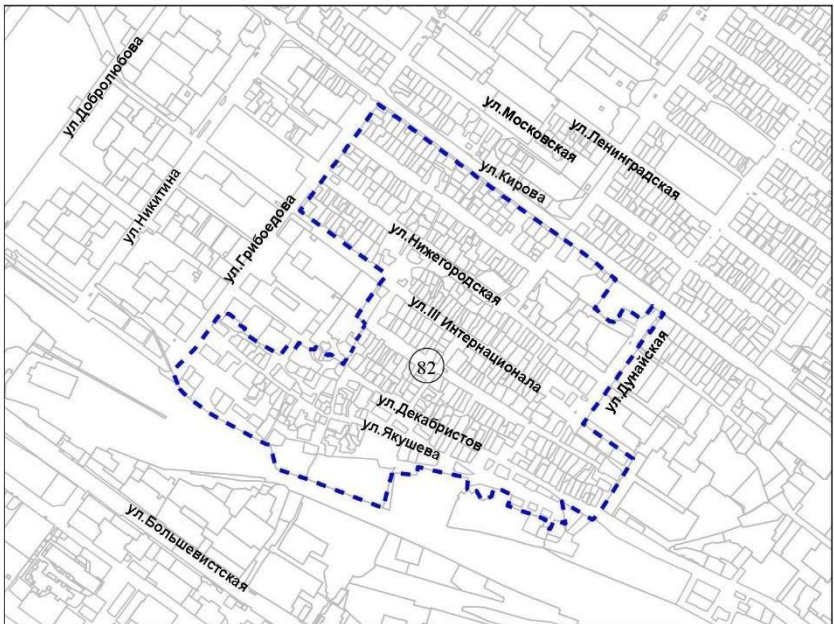 ул.Добролюбова
ул.Московская
ул.Ленинградская
ул.Кирова
ул.Никитина
ул.Грибоедова
ул.Нижегородская
ул.III Интернационала
ул.Дунайская
82
ул.Декабристов
ул.Якушева
ул.Большевистская